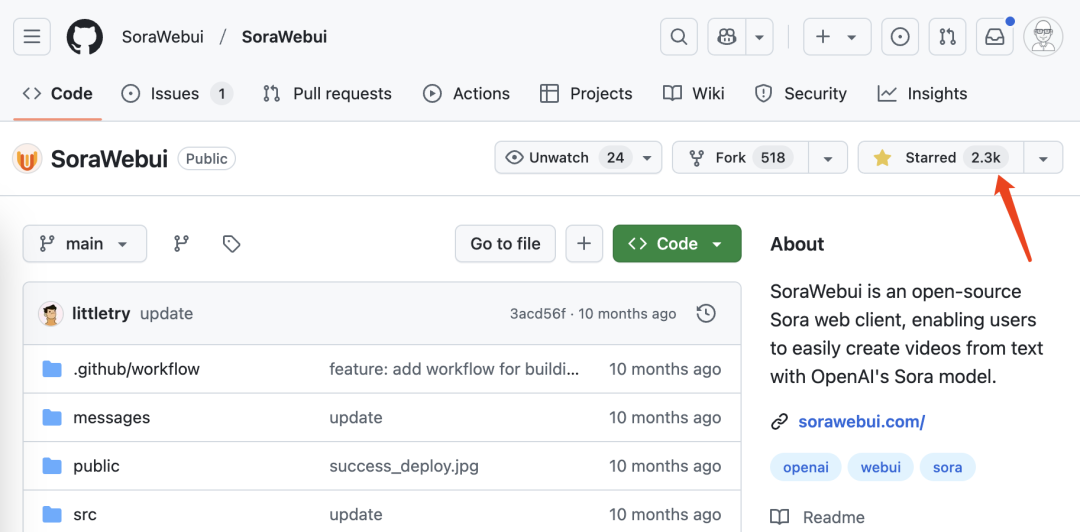 SoraWebui / SoraWebui
Code Issues 1 Pull requests Actions Projects Wiki Security Insights
SoraWebui Public Unwatch 24 Fork 518 Starred 2.3k
main Go to file + Code
About
SoraWebui is an open-source
Sora web client, enabling users
to easily create videos from text
with OpenAI's Sora model.
sorawebui.com/
openai webui sora
Readme
littletry update 3acd56f · 10 months ago
.github/workflow feature: add workflow for buildi... 10 months ago
messages update 10 months ago
public success_deploy.jpg 10 months ago
src update 10 months ago